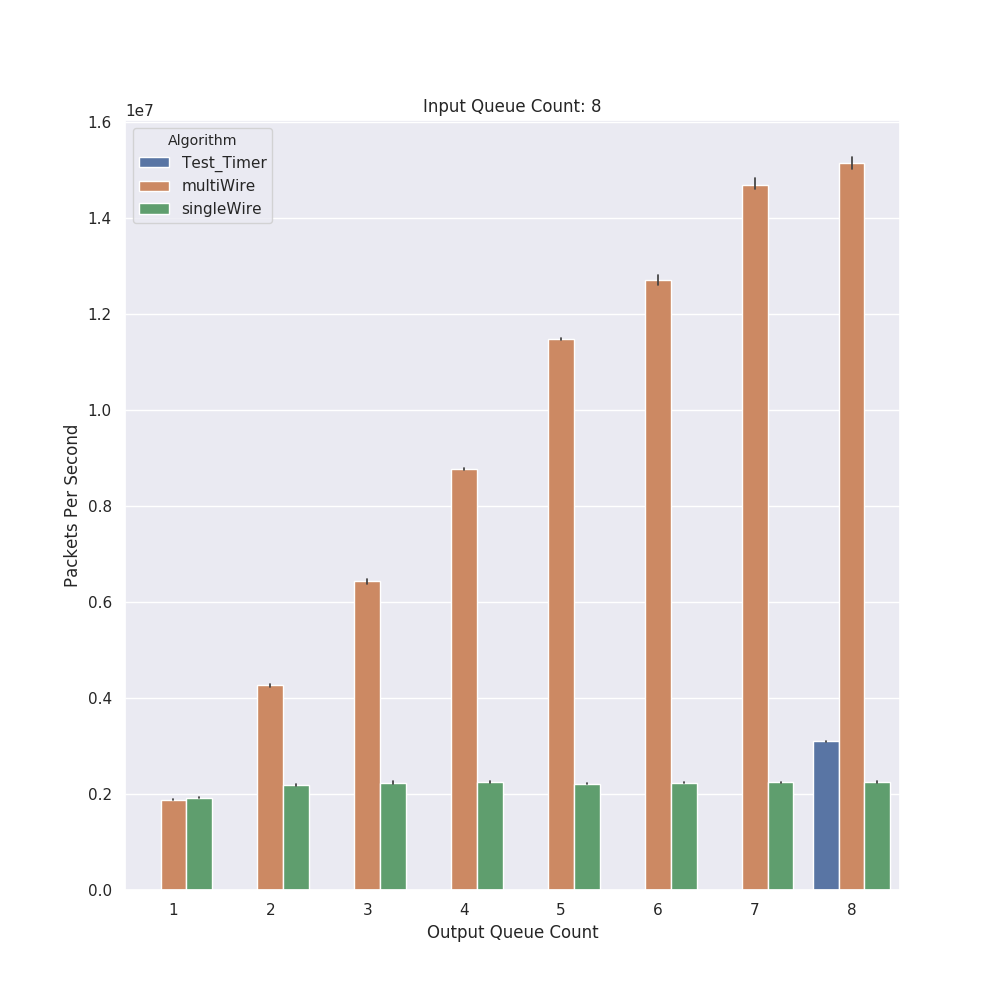 Input Queue Count: 8
1e7
Algorithm
Test_Timer
multiWire
singleWire
1.6
1.4
1.2
1.0
0.8
0.6
0.4
0.2
0.0
Packets Per Second
1 2 3 4 5 6 7 8
Output Queue Count